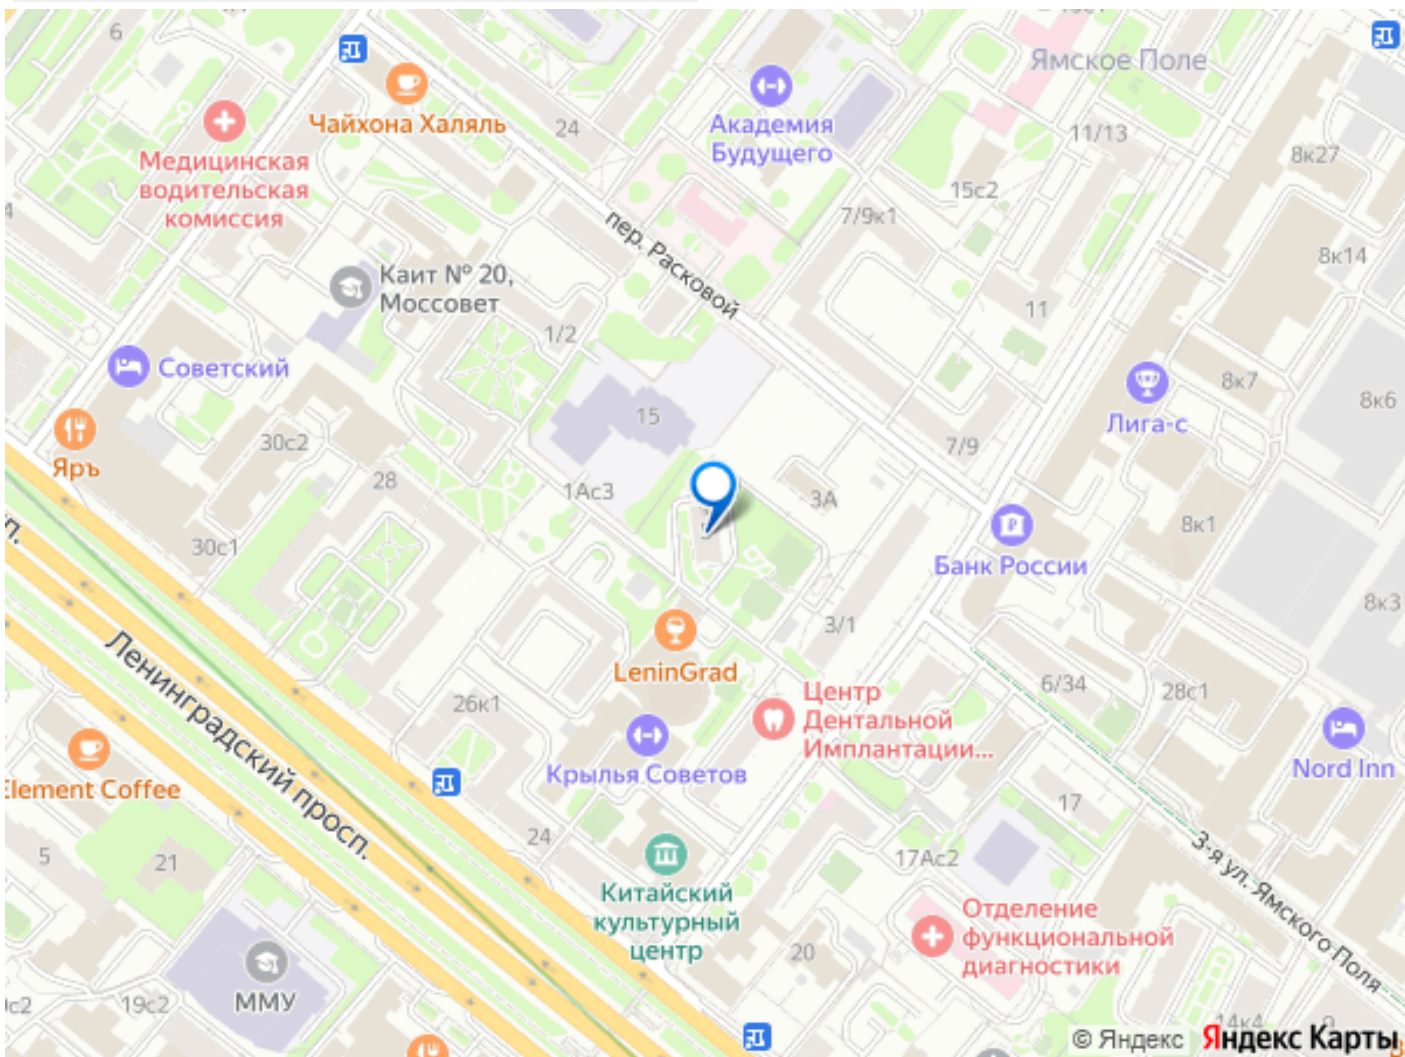 6
Ямское Поле
Чайхона Халяль
24
Академия
Будущего
11/13
8к27
Медицинская
водительская
комиссия
15с2
7/9к1
4
пер. Расковой
8к14
Каит № 20,
Моссовет
11
1/2
Советский
8к7
8к6
15
Лига-с
30с2
7/9
Яръ
28
1Ас3
3А
8к1
30с1
Банк России
8к3
3/1
Ленинградский просп.
LeninGrad
6/34
28с1
26к1
Центр
Дентальной
Имплантации...
Крылья Советов
Nord Inn
Element Coffee
17
24
5
21
17Ас2
3-я ул. Ямского Поля
Китайский
культурный
центр
Отделение
функциональной
диагностики
20
ММУ
19с2
14к4
© Яндекс Яндекс Карты